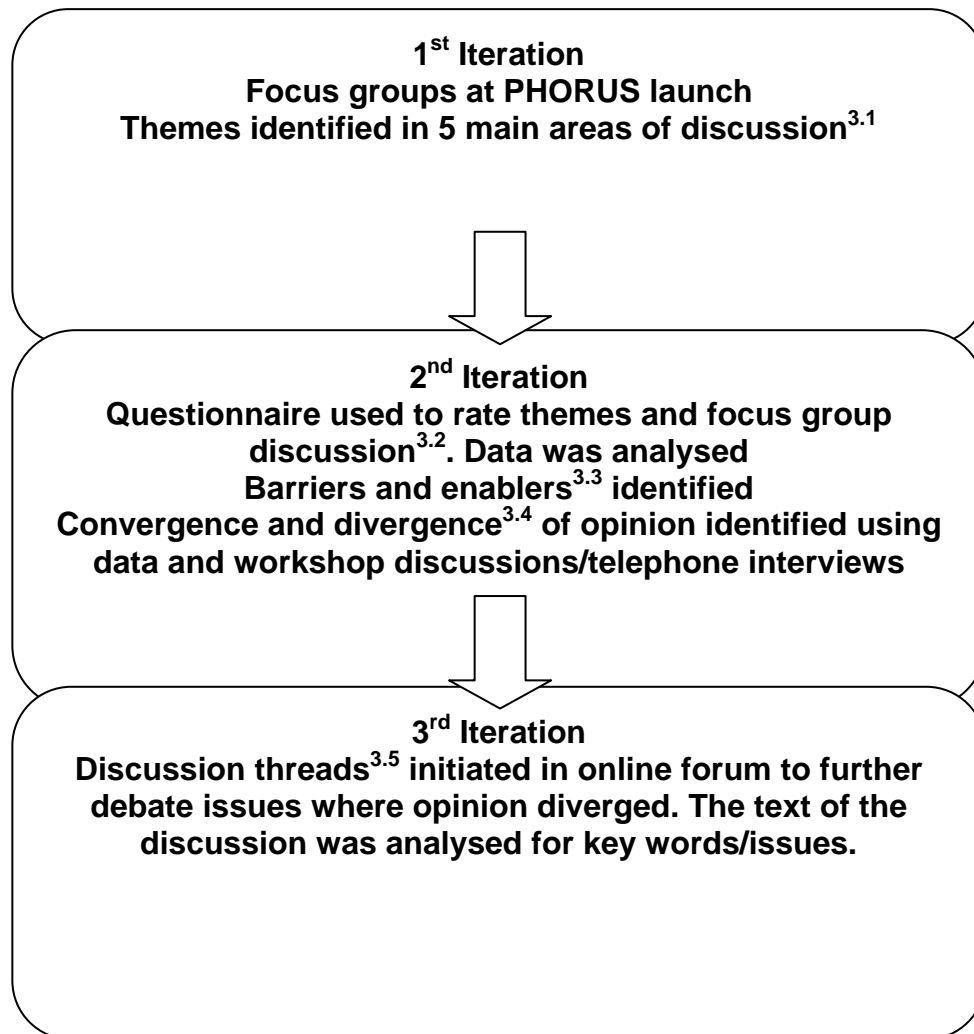 1st Iteration
Focus groups at PHORUS launch
Themes identified in 5 main areas of discussion3.1
2nd Iteration
Questionnaire used to rate themes and focus group
discussion3.2. Data was analysed
Barriers and enablers3.3 identified
Convergence and divergence3.4 of opinion identified using
data and workshop discussions/telephone interviews
3rd Iteration
Discussion threads3.5 initiated in online forum to further
debate issues where opinion diverged. The text of the
discussion was analysed for key words/issues.